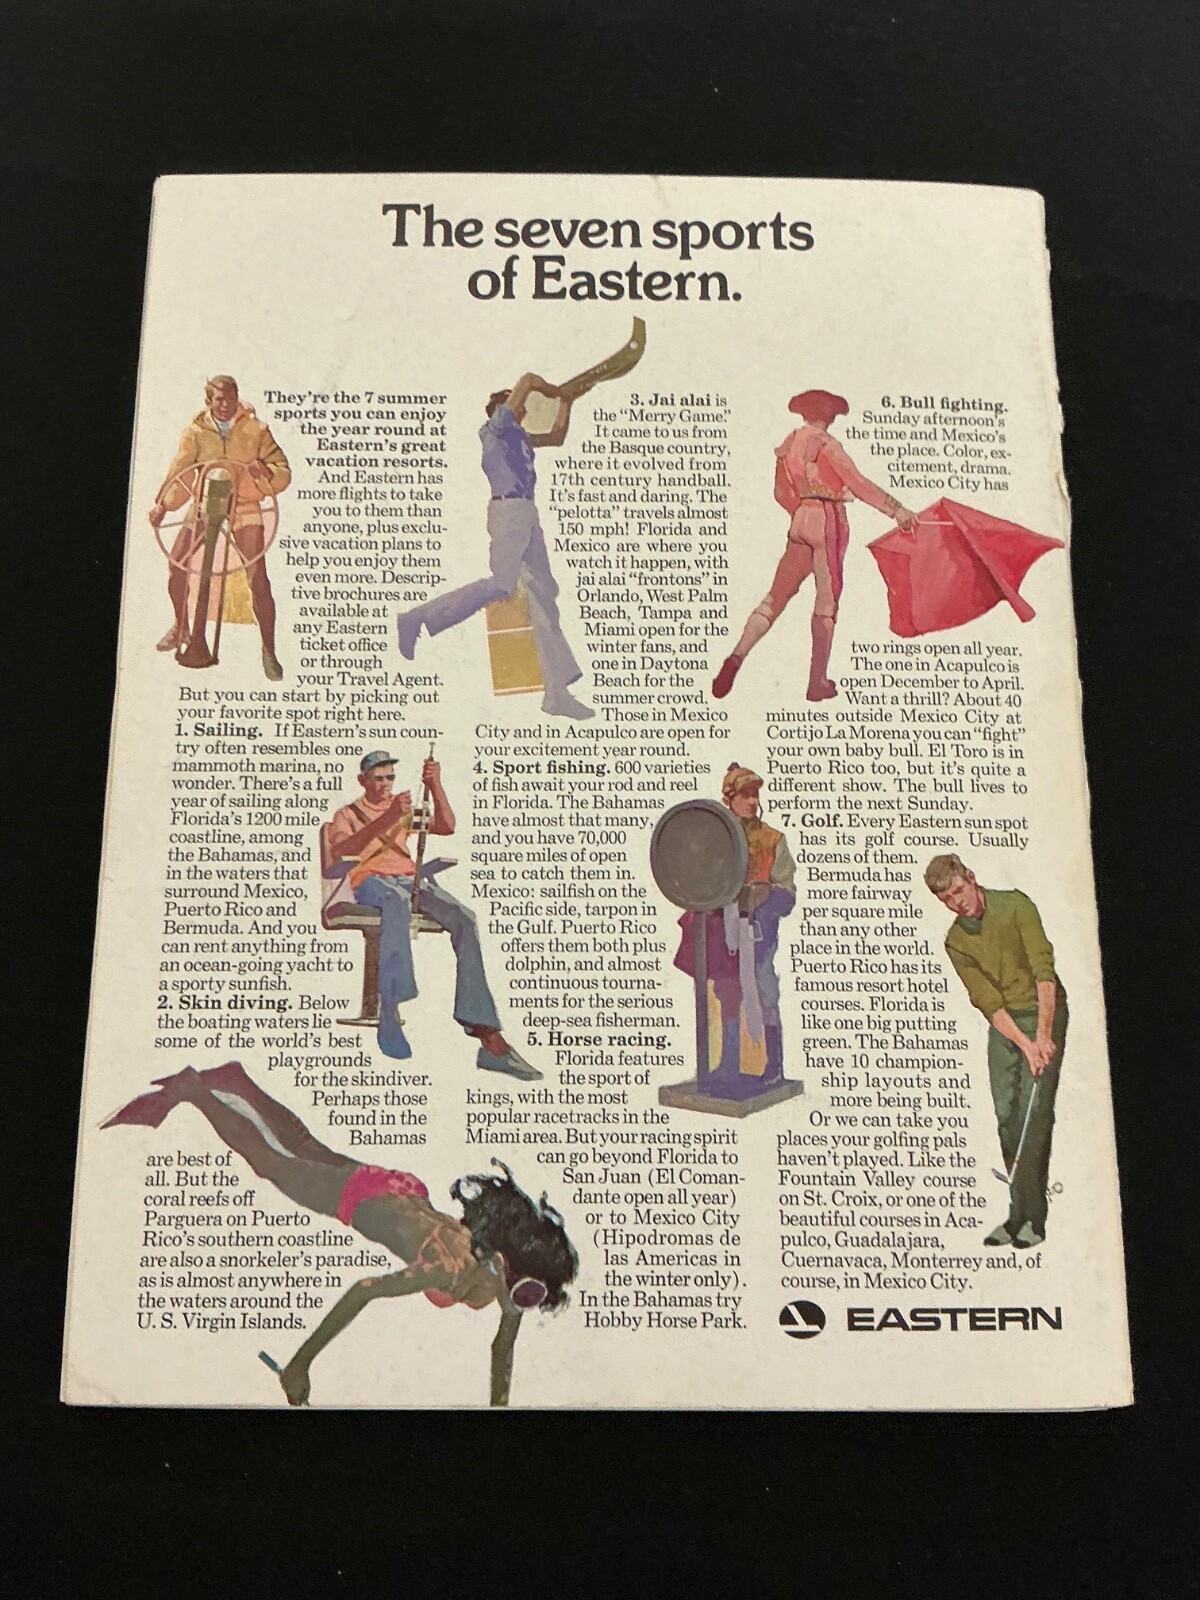 The seven sports
of Eastern.
They're the 7 summer
sports you can enjoy
the year round at
Eastern's great
vacation resorts.
And Eastern has
more flights to take
you to them than
anyone, plus exclu-
sive vacation plans to
help you enjoy them
even more. Descrip-
tive brochures are
available at
any Eastern
ticket office
or through
your Travel Agent.
But you can start by picking out
your favorite spot right here.
1. Sailing. If Eastern's sun coun-
try often resembles one
mammoth marina, no
wonder. There's a full
year of sailing along
Florida's 1200 mile
coastline, among
the Bahamas, and
in the waters that
surround Mexico,
Puerto Rico and
Bermuda. And you
can rent anything from
an ocean-going yacht to
a sporty sunfish.
2. Skin diving. Below
the boating waters lie
some of the world's best
playgrounds
for the skindiver.
Perhaps those
found in the
Bahamas
are best of
all. But the
coral reefs off
Parguera on Puerto
Rico's southern coastline
are also a snorkeler's paradise,
as is almost anywhere in
the waters around the
U. S. Virgin Islands.
3. Jai alai is
the "Merry Game."
It came to us from
the Basque country,
where it evolved from
17th century handball.
It's fast and daring. The
"pelotta" travels almost
150 mph! Florida and
Mexico are where you
watch it happen, with
jai alai "frontons" in
Orlando, West Palm
Beach, Tampa and
Miami open for the
winter fans, and
one in Daytona
Beach for the
summer crowd.
Those in Mexico
City and in Acapulco are open for
your excitement year round.
4. Sport fishing. 600 varieties
of fish await your rod and reel
in Florida. The Bahamas
have almost that many,
and you have 70,000
square miles of open
sea to catch them in.
Mexico: sailfish on the
Pacific side, tarpon in
the Gulf. Puerto Rico
offers them both plus
dolphin, and almost
continuous tourna-
ments for the serious
deep-sea fisherman.
5. Horse racing.
Florida features
the sport of
kings, with the most
popular racetracks in the
Miami area. But your racing spirit
can go beyond Florida to
San Juan (El Coman-
dante open all year)
or to Mexico City
(Hipodromas de
las Americas in
the winter only).
In the Bahamas try
Hobby Horse Park.
6. Bull fighting.
Sunday afternoon's
the time and Mexico's
the place. Color, ex-
citement, drama.
Mexico City has
two rings open all year.
The one in Acapulco is
open December to April.
Want a thrill? About 40
minutes outside Mexico City at
Cortijo La Morena you can "fight"
your own baby bull. El Toro is in
Puerto Rico too, but it's quite a
different show. The bull lives to
perform the next Sunday.
7. Golf. Every Eastern sun spot
has its golf course. Usually
dozens of them.
Bermuda has
more fairway
per square mile
than any other
place in the world.
Puerto Rico has its
famous resort hotel
courses. Florida is
like one big putting
green. The Bahamas
have 10 champion-
ship layouts and
more being built.
Or we can take you
places your golfing pals
haven't played. Like the
Fountain Valley course
on St. Croix, or one of the
beautiful courses in Aca-
pulco, Guadalajara,
Cuernavaca, Monterrey and, of
course, in Mexico City.
EASTERN